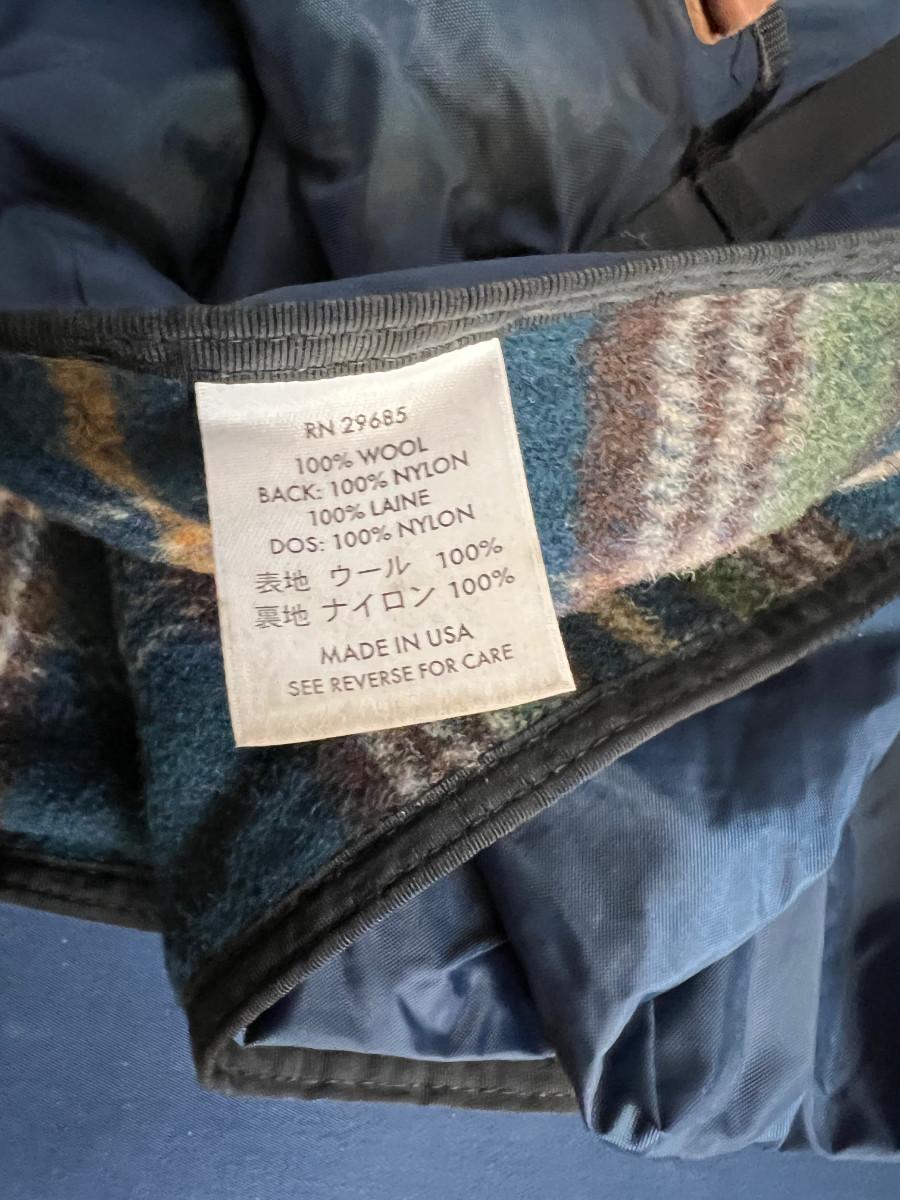 RN 29685
100% WOOL
BACK: 100% NYLON
100% LAINE
DOS: 100% NYLON
表地 ウール 100%
裏地 ナイロン 100%
MADE IN USA
SEE REVERSE FOR CARE